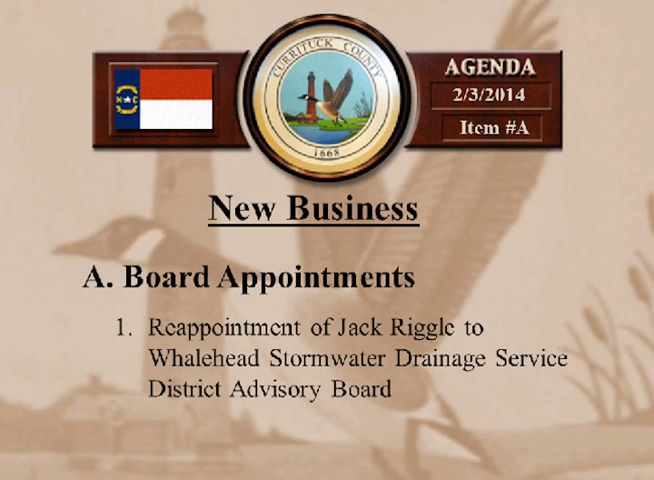 CURRITUCK COUNTY
1668
N C
AGENDA
2/3/2014
Item #A
New Business
A. Board Appointments
1. Reappointment of Jack Riggle to
Whalehead Stormwater Drainage Service
District Advisory Board